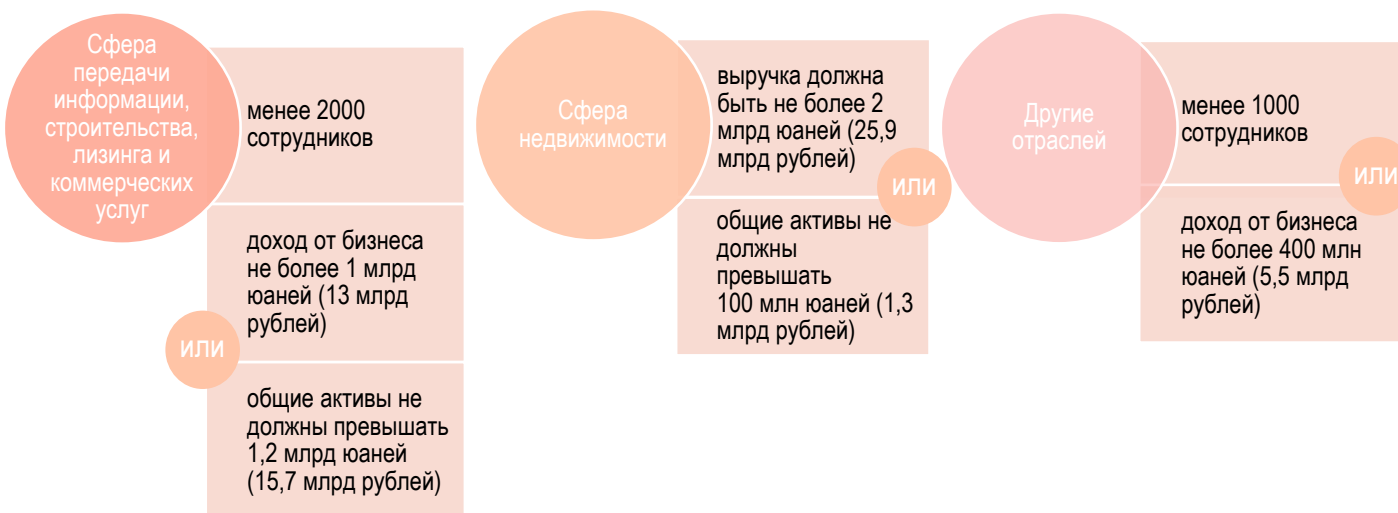 Сфера
передачи
информации,
строительства,
лизинга и
коммерческих
услуг
менее 2000
сотрудников
доход от бизнеса
не более 1 млрд
юаней (13 млрд
рублей)
или
общие активы не
должны превышать
1,2 млрд юаней
(15,7 млрд рублей)
Сфера
недвижимости
выручка должна
быть не более 2
млрд юаней (25,9
млрд рублей)
или
общие активы не
должны
превышать
100 млн юаней (1,3
млрд рублей)
Другие
отраслей
менее 1000
сотрудников
или
доход от бизнеса
не более 400 млн
юаней (5,5 млрд
рублей)